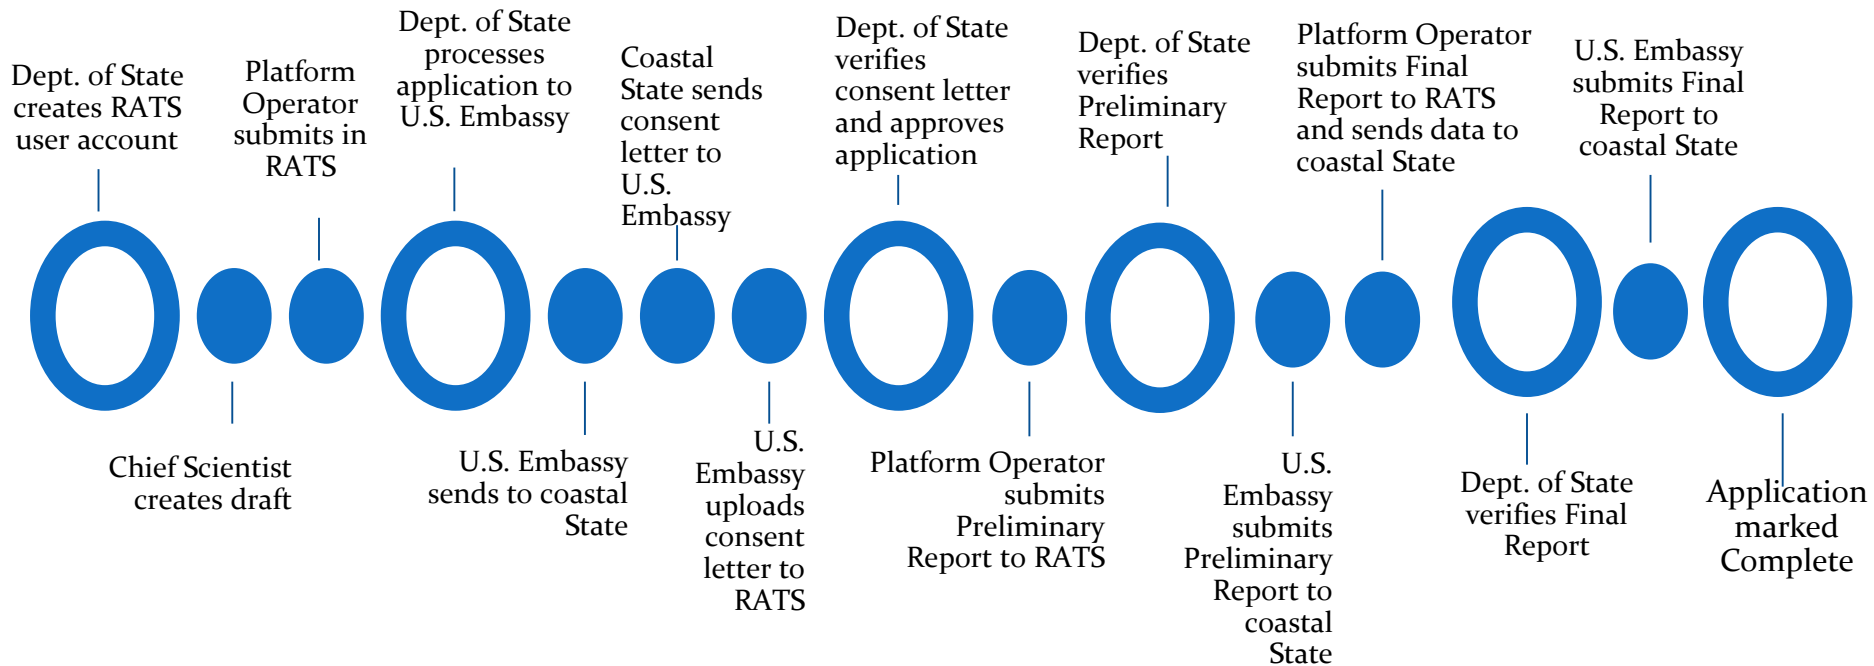 Dept. of State
creates RATS
user account
Chief Scientist
creates draft
Platform
Operator
submits in
RATS
Dept. of State
processes
application to
U.S. Embassy
U.S. Embassy
sends to coastal
State
Coastal
State sends
consent
letter to
U.S.
Embassy
U.S.
Embassy
uploads
consent
letter to
RATS
Dept. of State
verifies
consent letter
and approves
application
Platform Operator
submits
Preliminary
Report to RATS
Dept. of State
verifies
Preliminary
Report
U.S.
Embassy
submits
Preliminary
Report to
coastal
State
Platform Operator
submits Final
Report to RATS
and sends data to
coastal State
Dept. of State
verifies Final
Report
U.S. Embassy
submits Final
Report to
coastal State
Application
marked
Complete